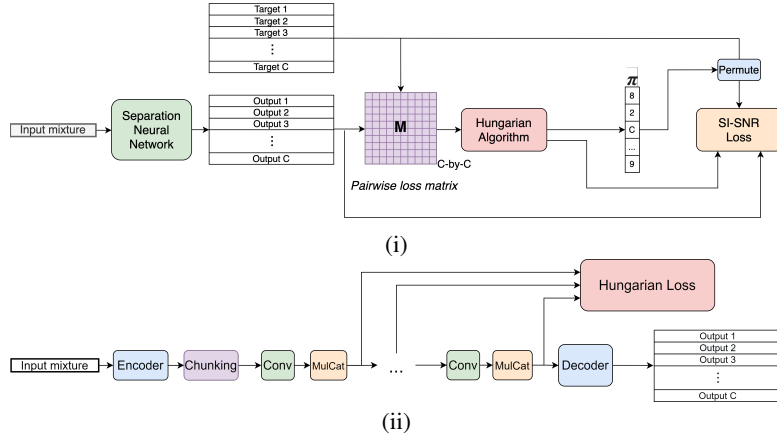 Target 1
Target 2
Target 3
⋮
Target C
Input mixture
Separation
Neural
Network
Output 1
Output 2
Output 3
⋮
Output C
M
C-by-C
Pairwise loss matrix
Hungarian
Algorithm
π
8
2
C
...
9
Permute
SI-SNR
Loss
(i)
Hungarian Loss
Input mixture
Encoder
Chunking
Conv
MulCat
...
Conv
MulCat
Decoder
Output 1
Output 2
Output 3
⋮
Output C
(ii)